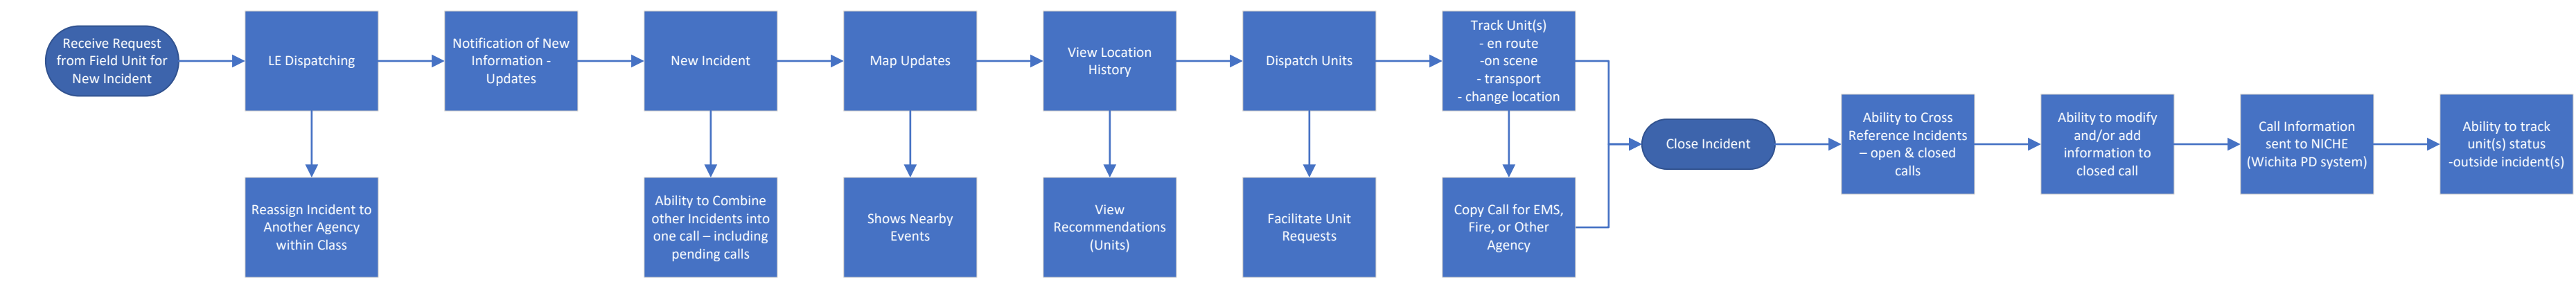 Receive Request
from Field Unit for
New Incident
LE Dispatching
Notification of New
Information -
Updates
New Incident
Map Updates
View Location
History
Dispatch Units
Track Unit(s)
- en route
-on scene
- transport
- change location
Reassign Incident to
Another Agency
within Class
Ability to Combine
other Incidents into
one call – including
pending calls
Shows Nearby
Events
View
Recommendations
(Units)
Facilitate Unit
Requests
Copy Call for EMS,
Fire, or Other
Agency
Close Incident
Ability to Cross
Reference Incidents
– open & closed
calls
Ability to modify
and/or add
information to
closed call
Call Information
sent to NICHE
(Wichita PD system)
Ability to track
unit(s) status
-outside incident(s)